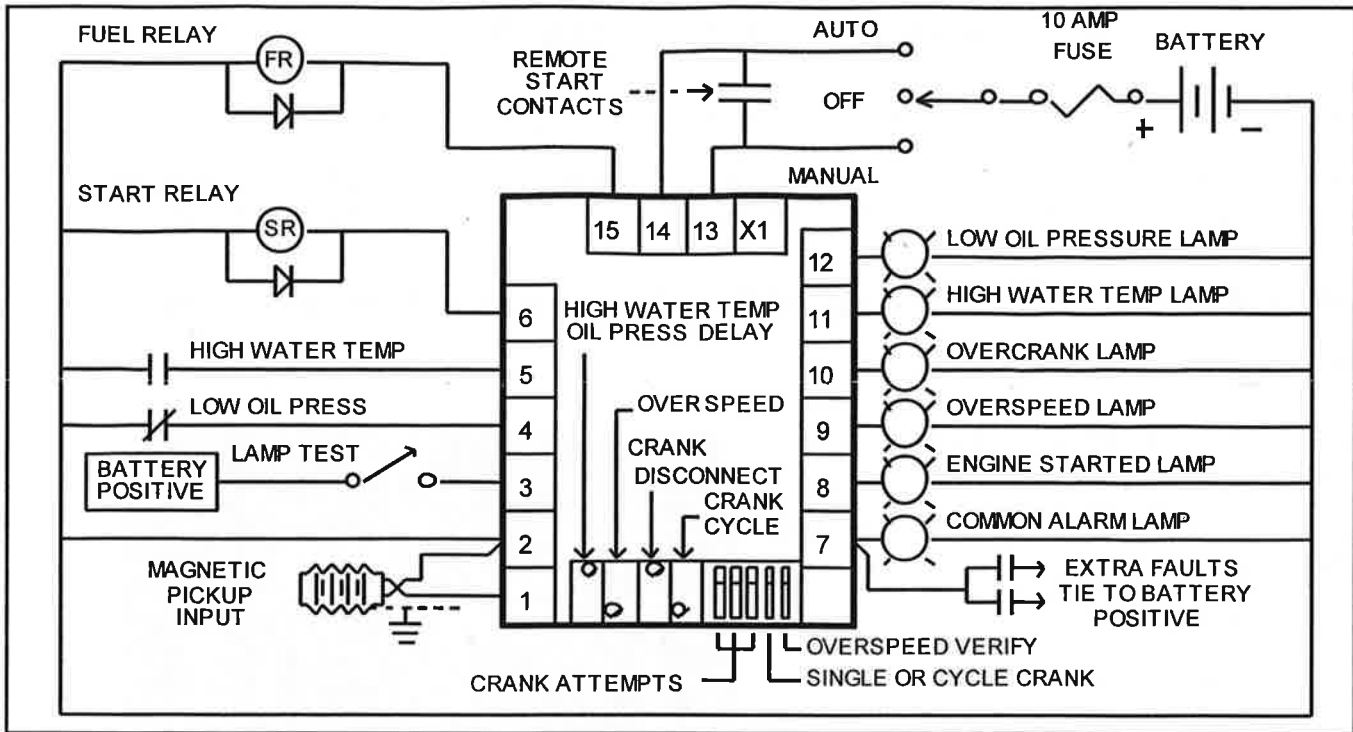 FUEL RELAY
FR
REMOTE
START
CONTACTS
AUTO
OFF
MANUAL
10 AMP
FUSE
BATTERY
+
−
START RELAY
SR
15
14
13
X1
12
LOW OIL PRESSURE LAMP
11
HIGH WATER TEMP LAMP
10
OVERCRANK LAMP
9
OVERSPEED LAMP
8
ENGINE STARTED LAMP
7
COMMON ALARM LAMP
EXTRA FAULTS
TIE TO BATTERY
POSITIVE
6
5
4
3
2
1
HIGH WATER TEMP
LOW OIL PRESS
LAMP TEST
BATTERY
POSITIVE
MAGNETIC
PICKUP
INPUT
HIGH WATER TEMP
OIL PRESS DELAY
OVERSPEED
CRANK
DISCONNECT
CRANK
CYCLE
OVERSPEED VERIFY
SINGLE OR CYCLE CRANK
CRANK ATTEMPTS